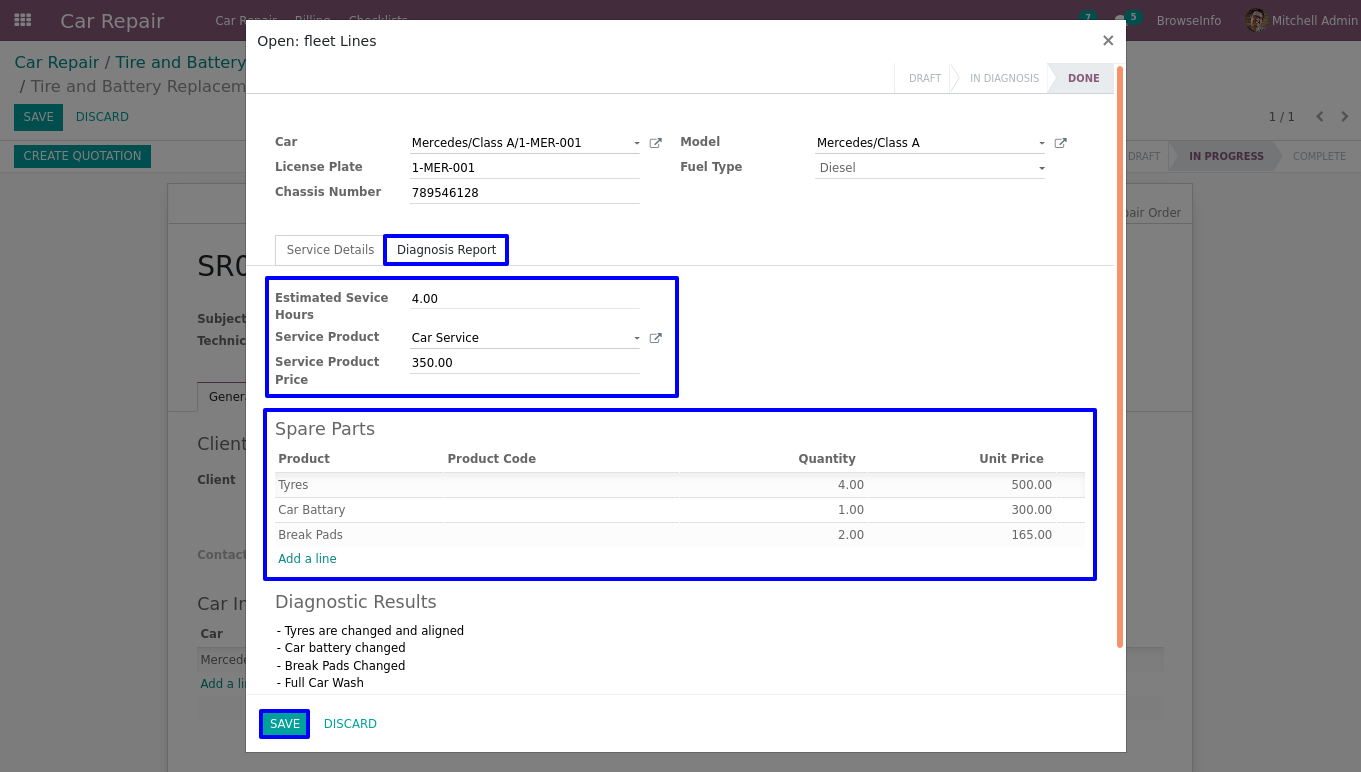 Car Repair
Car Repair Billing Checklists
7
5
BrowseInfo
Mitchell Admin
Open: fleet Lines
×
Car Repair / Tire and Battery
/ Tire and Battery Replacem
SAVE DISCARD
1 / 1
CREATE QUOTATION
DRAFT IN PROGRESS COMPLETE
DRAFT IN DIAGNOSIS DONE
Car Mercedes/Class A/1-MER-001 Model Mercedes/Class A
License Plate 1-MER-001 Fuel Type Diesel
Chassis Number 789546128
pair Order
Service Details Diagnosis Report
SR0
Estimated Sevice Hours 4.00
Service Product Car Service
Service Product Price 350.00
Subject
Technic
Genera
Client
Client
Contact
Spare Parts
Product Product Code Quantity Unit Price
Tyres 4.00 500.00
Car Battary 1.00 300.00
Break Pads 2.00 165.00
Add a line
Car In
Car
Mercede
Add a li
Diagnostic Results
- Tyres are changed and aligned
- Car battery changed
- Break Pads Changed
- Full Car Wash
SAVE DISCARD